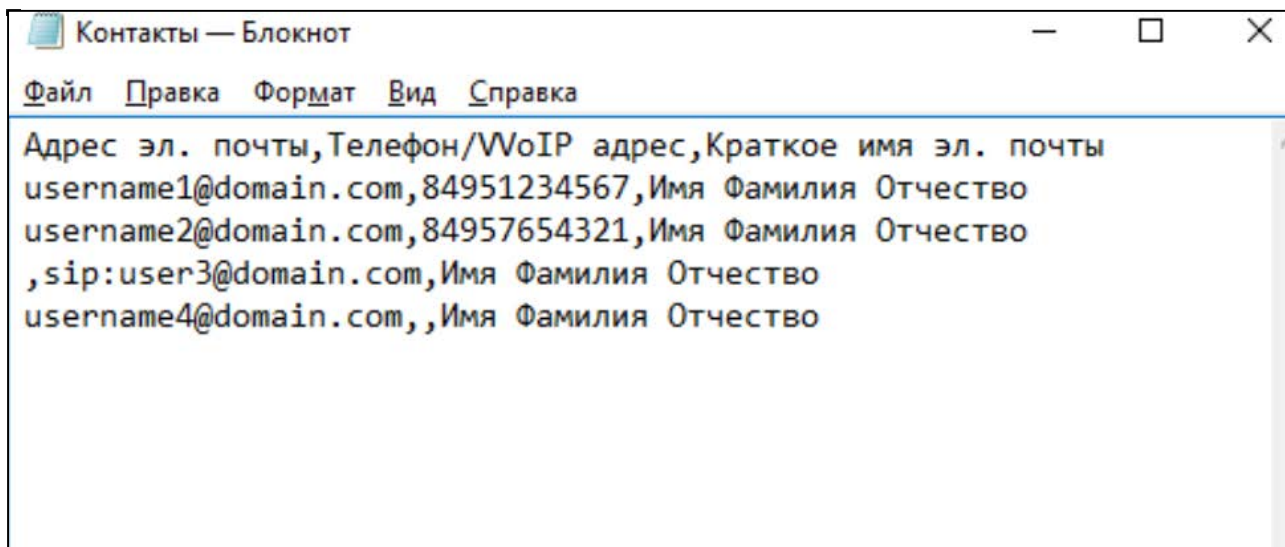 Контакты — Блокнот
Файл Правка Формат Вид Справка
Адрес эл. почты,Телефон/VVoIP адрес,Краткое имя эл. почты
username1@domain.com,84951234567,Имя Фамилия Отчество
username2@domain.com,84957654321,Имя Фамилия Отчество
,sip:user3@domain.com,Имя Фамилия Отчество
username4@domain.com,,Имя Фамилия Отчество